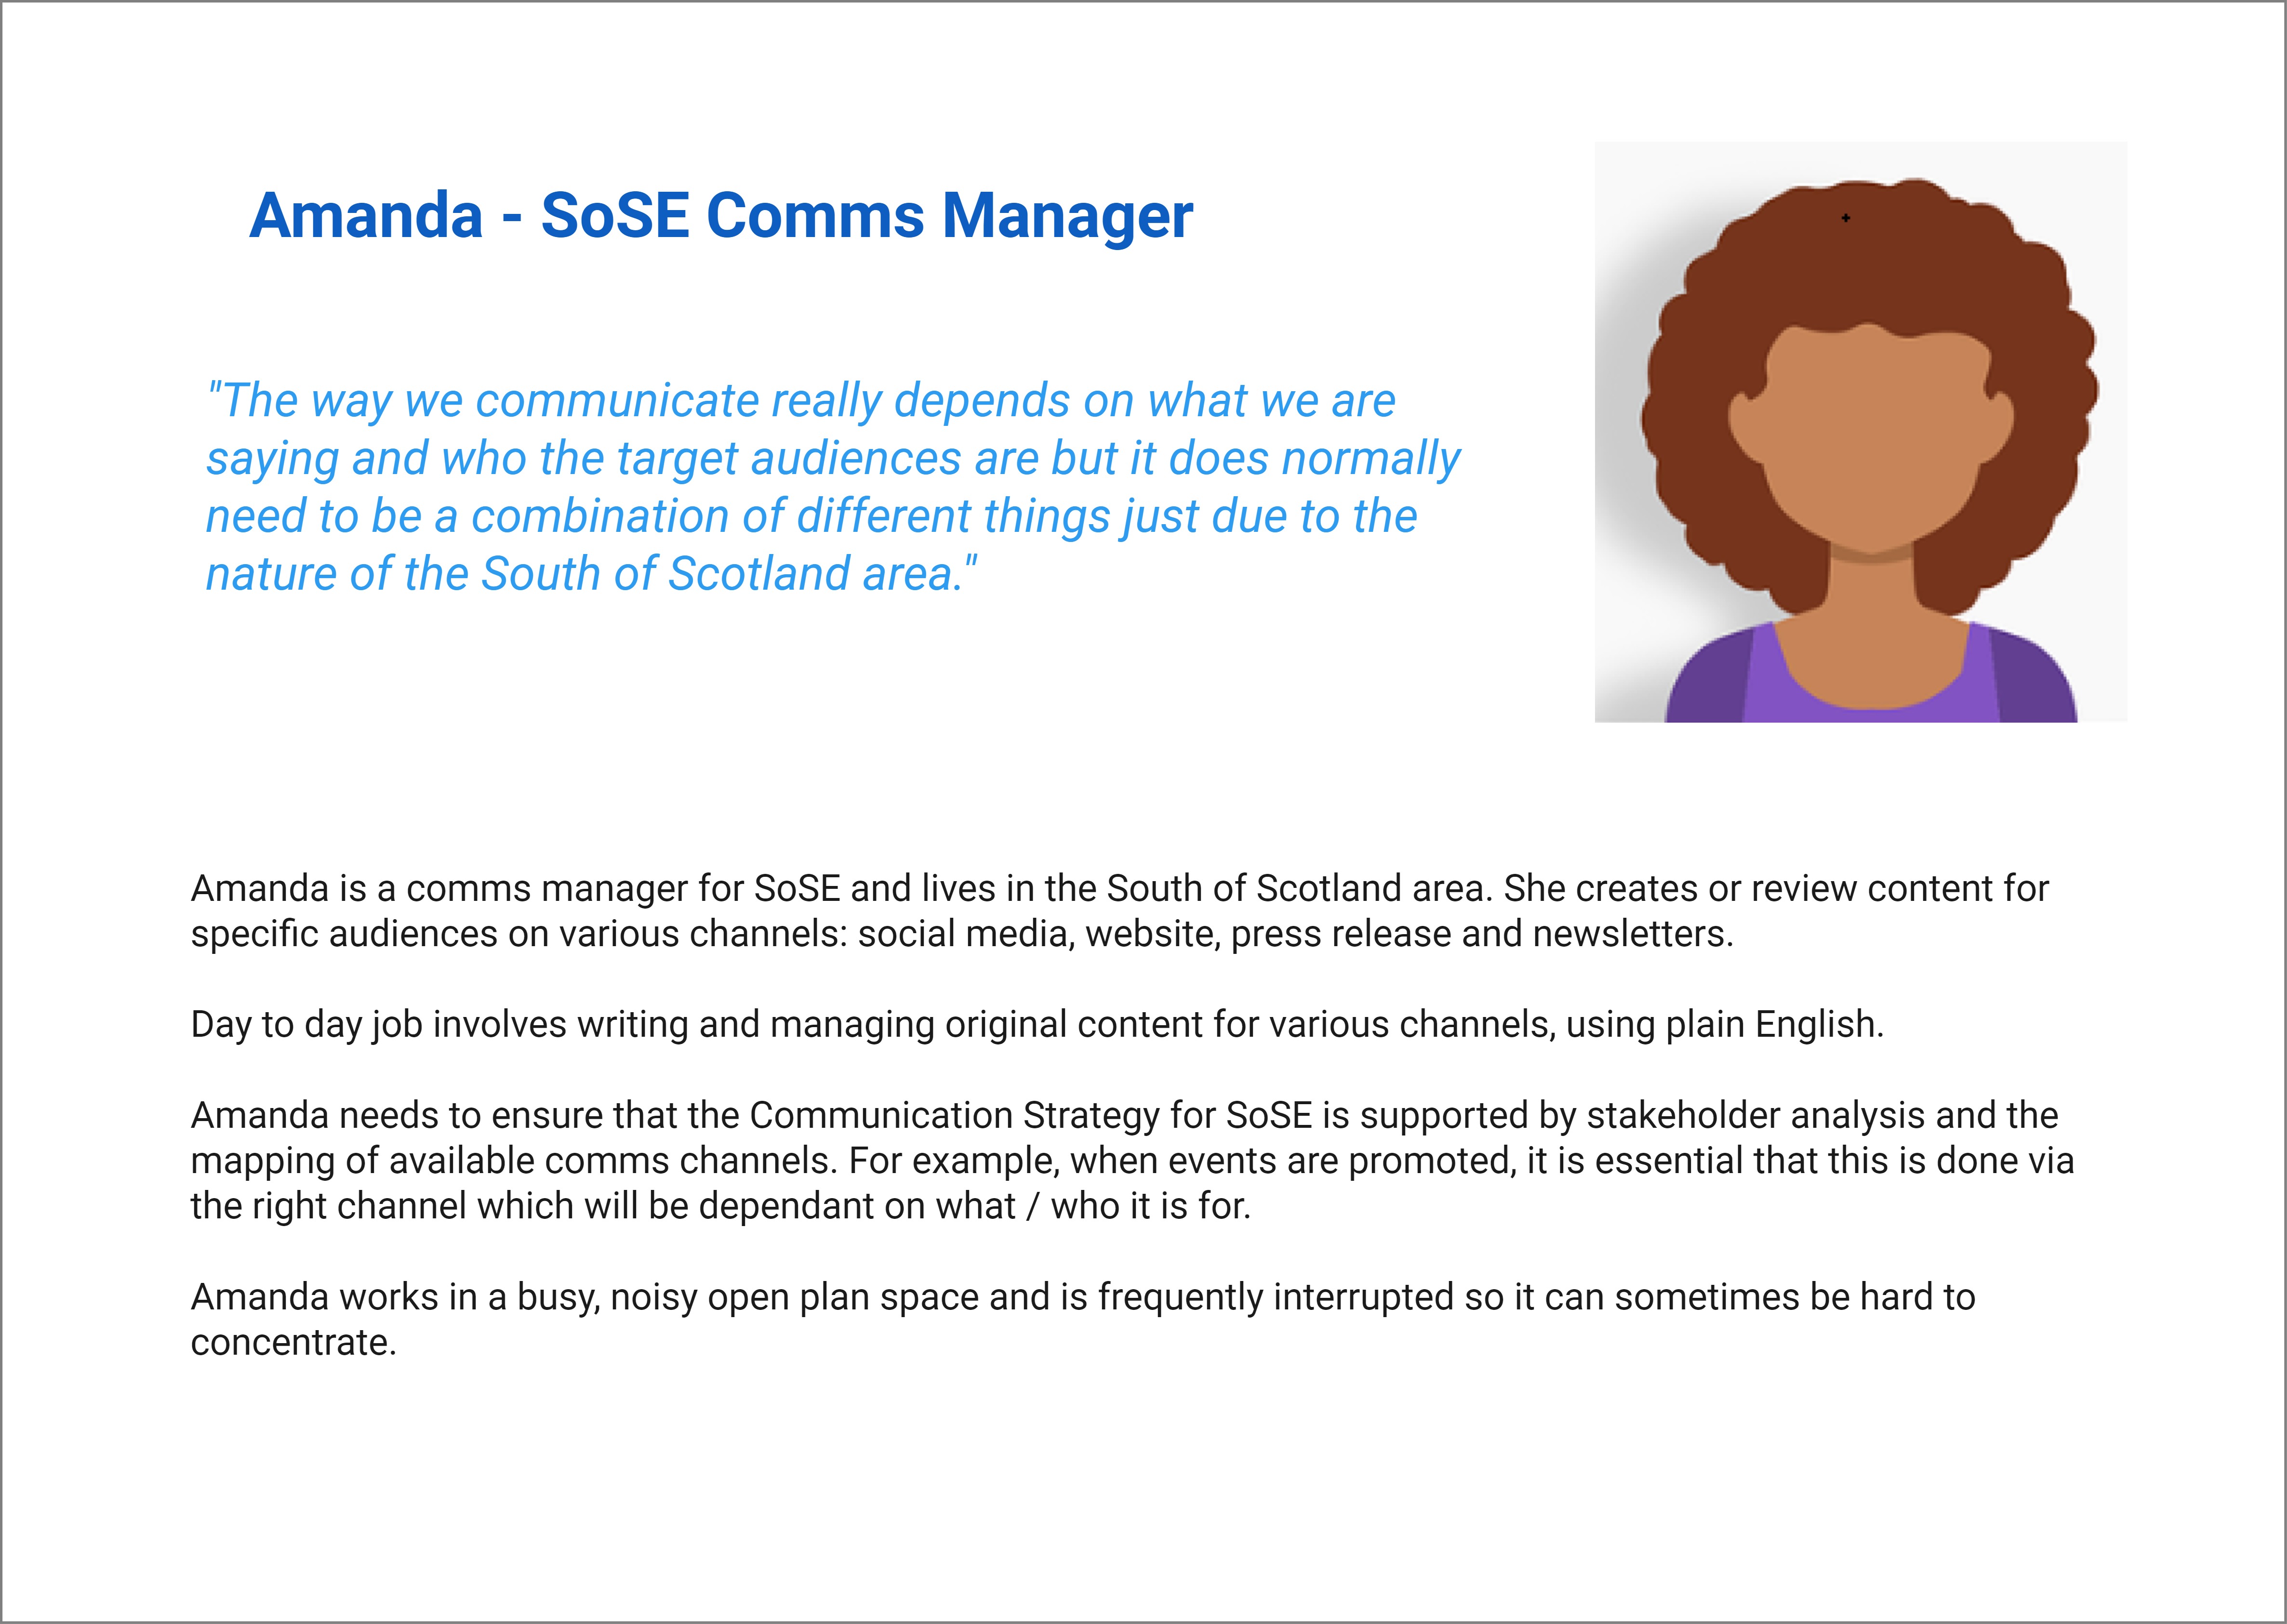 Amanda - SoSE Comms Manager
"The way we communicate really depends on what we are
saying and who the target audiences are but it does normally
need to be a combination of different things just due to the
nature of the South of Scotland area."
Amanda is a comms manager for SoSE and lives in the South of Scotland area. She creates or review content for
specific audiences on various channels: social media, website, press release and newsletters.
Day to day job involves writing and managing original content for various channels, using plain English.
Amanda needs to ensure that the Communication Strategy for SoSE is supported by stakeholder analysis and the
mapping of available comms channels. For example, when events are promoted, it is essential that this is done via
the right channel which will be dependant on what / who it is for.
Amanda works in a busy, noisy open plan space and is frequently interrupted so it can sometimes be hard to
concentrate.